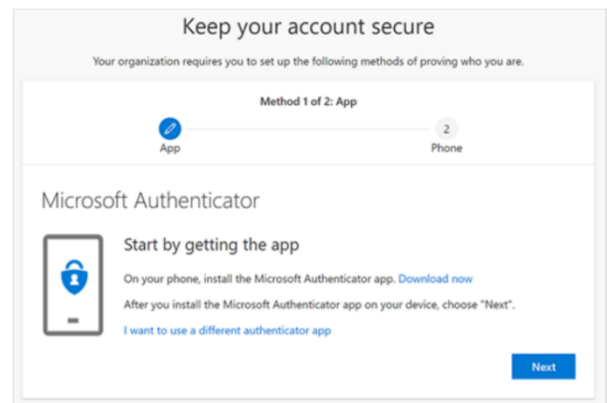 Keep your account secure
Your organization requires you to set up the following methods of proving who you are.
Method 1 of 2: App
2
App
Phone
Microsoft Authenticator
Start by getting the app
On your phone, install the Microsoft Authenticator app. Download now
After you install the Microsoft Authenticator app on your device, choose "Next".
I want to use a different authenticator app
Next